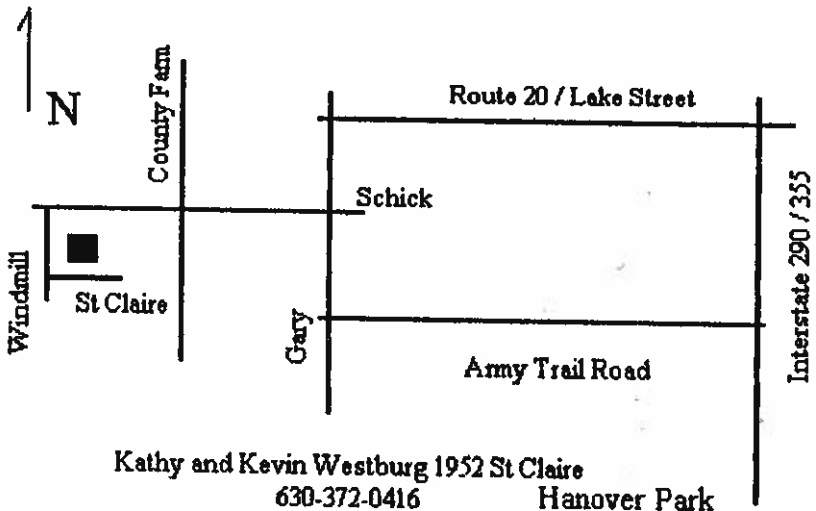 N
County Farm
Route 20 / Lake Street
Schick
Windmill
St Claire
Gary
Army Trail Road
Interstate 290 / 355
Kathy and Kevin Westburg 1952 St Claire
630-372-0416 Hanover Park